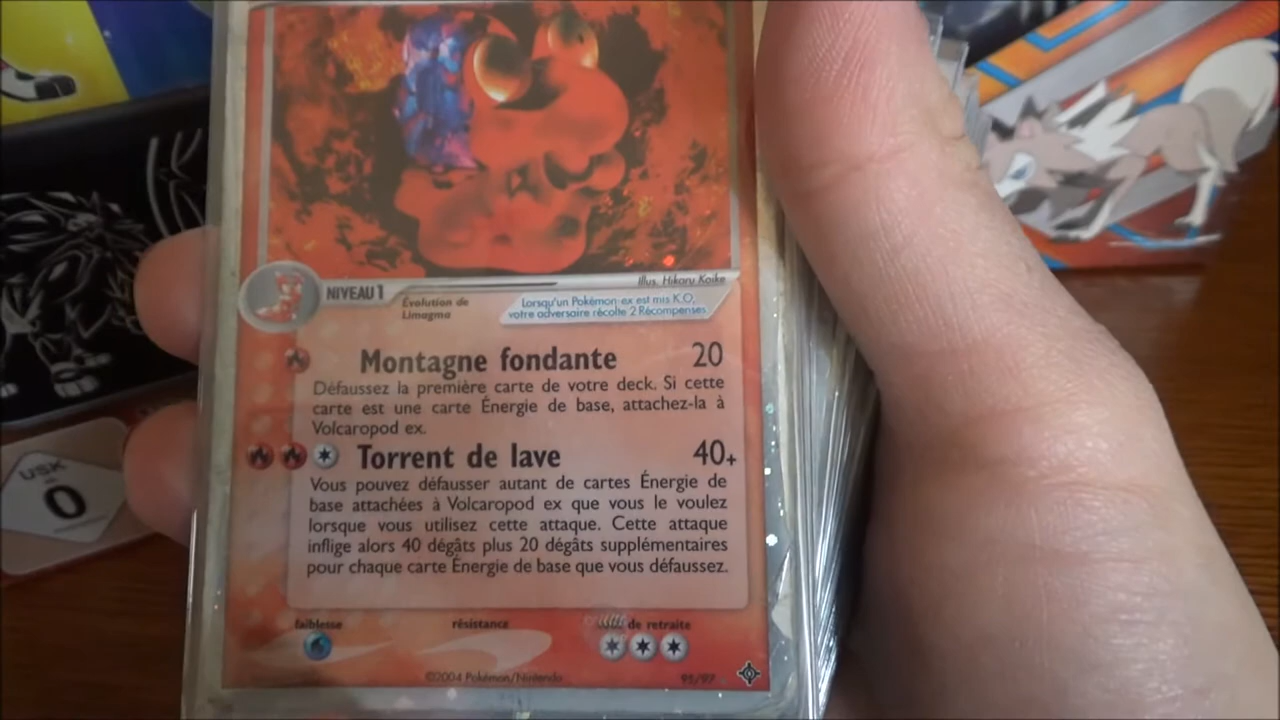 Illus. Hikaru Koike
NIVEAU 1
Évolution de
Limagma
Lorsqu'un Pokémon-ex est mis K.O,
votre adversaire récolte 2 Récompenses
Montagne fondante 20
Défaussez la première carte de votre deck. Si cette
carte est une carte Énergie de base, attachez-la à
Volcaropod ex.
Torrent de lave 40+
Vous pouvez défausser autant de cartes Énergie de
base attachées à Volcaropod ex que vous le voulez
lorsque vous utilisez cette attaque. Cette attaque
inflige alors 40 dégâts plus 20 dégâts supplémentaires
pour chaque carte Énergie de base que vous défaussez.
faiblesse résistance de retraite
©2004 Pokémon/Nintendo 95/97
USK
0